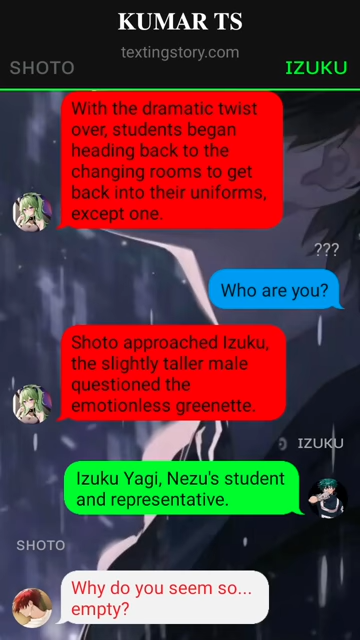 KUMAR TS
textingstory.com
SHOTO
IZUKU
With the dramatic twist
over, students began
heading back to the
changing rooms to get
back into their uniforms,
except one.
???
Who are you?
Shoto approached Izuku,
the slightly taller male
questioned the
emotionless greenette.
IZUKU
Izuku Yagi, Nezu's student
and representative.
SHOTO
Why do you seem so...
empty?